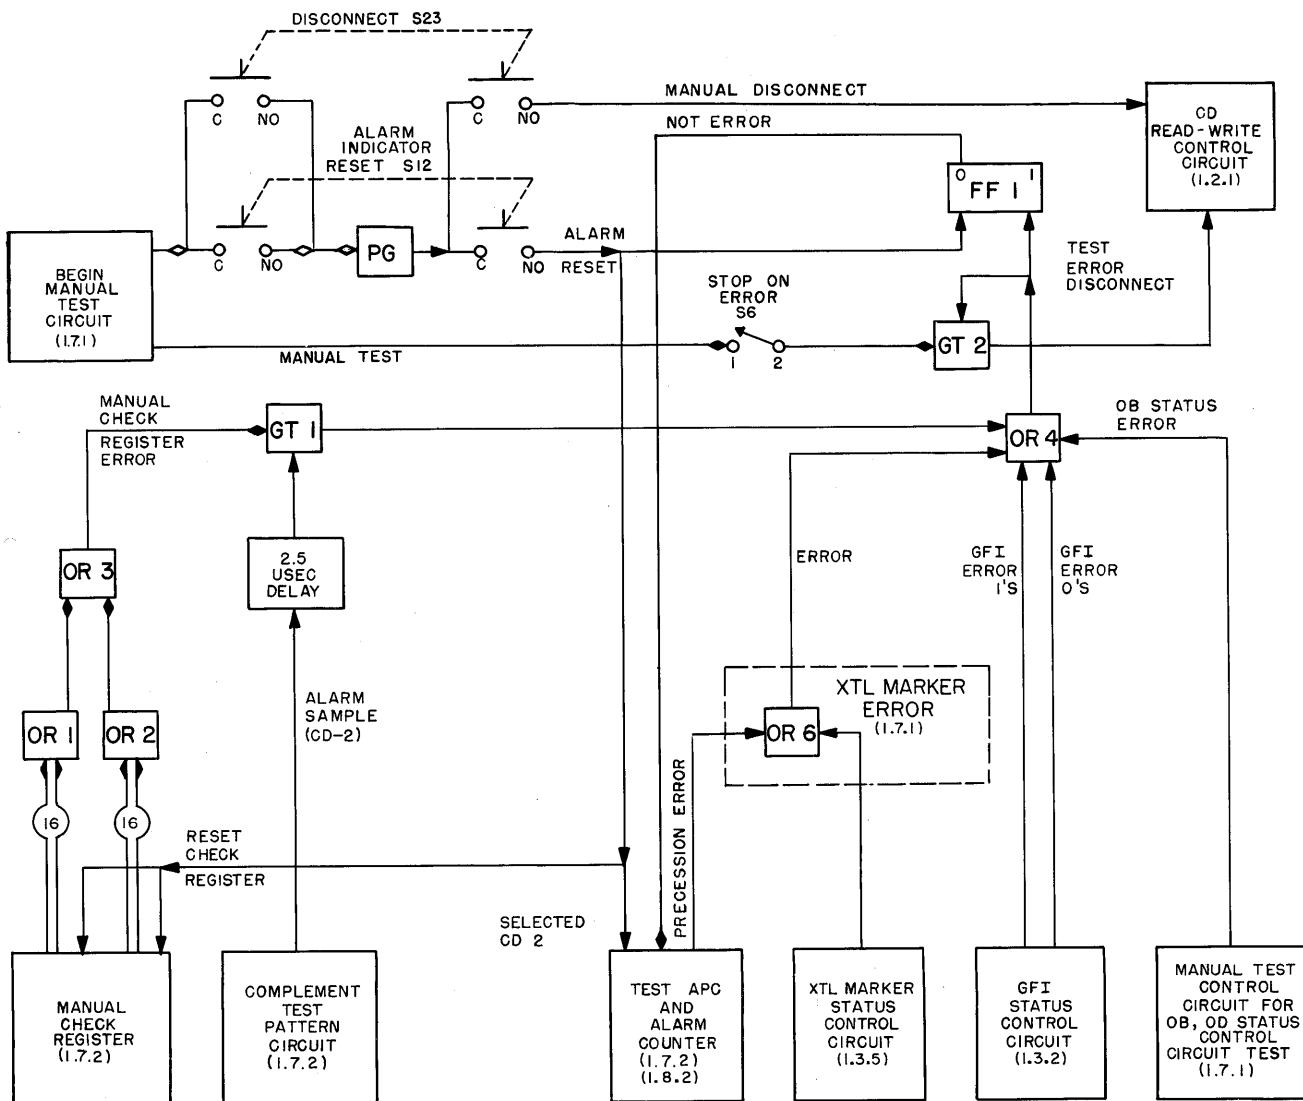 DISCONNECT S23
C
NO
C
NO
MANUAL DISCONNECT
NOT ERROR
CD
READ-WRITE
CONTROL
CIRCUIT
(1.2.1)
ALARM
INDICATOR
RESET S12
0
1
FF 1
BEGIN
MANUAL
TEST
CIRCUIT
(1.7.1)
C
NO
PG
C
NO
ALARM
RESET
TEST
ERROR
DISCONNECT
STOP ON
ERROR
S6
1
2
GT 2
MANUAL TEST
MANUAL
CHECK
REGISTER
ERROR
GT 1
OR 4
OB STATUS
ERROR
OR 3
2.5
USEC
DELAY
ERROR
GFI
ERROR
1'S
GFI
ERROR
0'S
OR 1
OR 2
ALARM
SAMPLE
(CD-2)
XTL MARKER
ERROR
(1.7.1)
OR 6
16
16
RESET
CHECK
REGISTER
PRECESSION ERROR
SELECTED
CD 2
MANUAL
CHECK
REGISTER
(1.7.2)
COMPLEMENT
TEST
PATTERN
CIRCUIT
(1.7.2)
TEST APC
AND
ALARM
COUNTER
(1.7.2)
(1.8.2)
XTL MARKER
STATUS
CONTROL
CIRCUIT
(1.3.5)
GFI
STATUS
CONTROL
CIRCUIT
(1.3.2)
MANUAL TEST
CONTROL
CIRCUIT FOR
OB, OD STATUS
CONTROL
CIRCUIT TEST
(1.7.1)